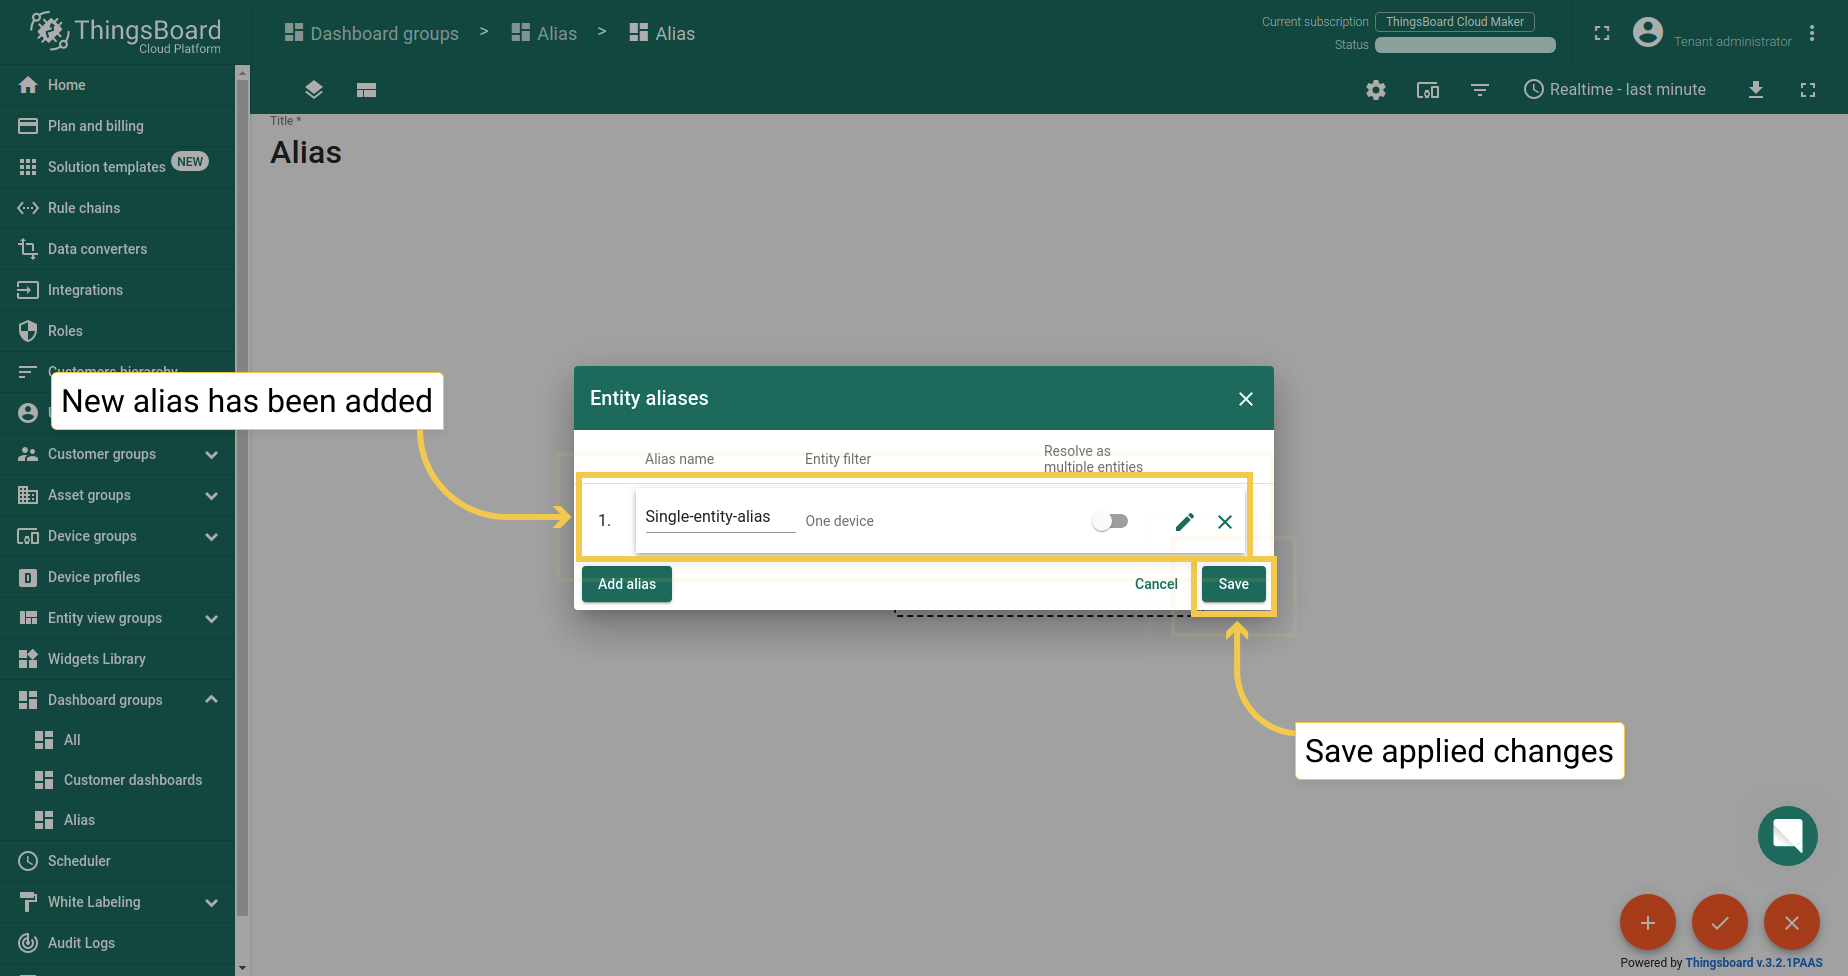 ThingsBoard
Cloud Platform
Dashboard groups > Alias > Alias
Current subscription ThingsBoard Cloud Maker
Status
Tenant administrator
Realtime - last minute
Home
Plan and billing
Solution templates NEW
Rule chains
Data converters
Integrations
Roles
Customers hierarchy
Customer groups
Asset groups
Device groups
Device profiles
Entity view groups
Widgets Library
Dashboard groups
All
Customer dashboards
Alias
Scheduler
White Labeling
Audit Logs
Title *
Alias
New alias has been added
Entity aliases
Alias name Entity filter Resolve as
multiple entities
1. Single-entity-alias One device
Add alias Cancel Save
Save applied changes
Powered by Thingsboard v.3.2.1PAAS